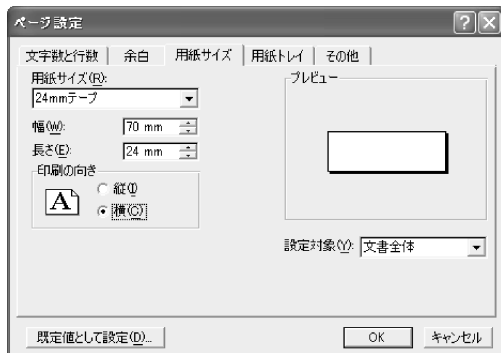 ページ設定
文字数と行数 余白 用紙サイズ 用紙トレイ その他
用紙サイズ(R):
24mmテープ
幅(W): 70 mm
長さ(E): 24 mm
印刷の向き
A
縦(I)
横(C)
プレビュー
設定対象(Y): 文書全体
既定値として設定(D)... OK キャンセル